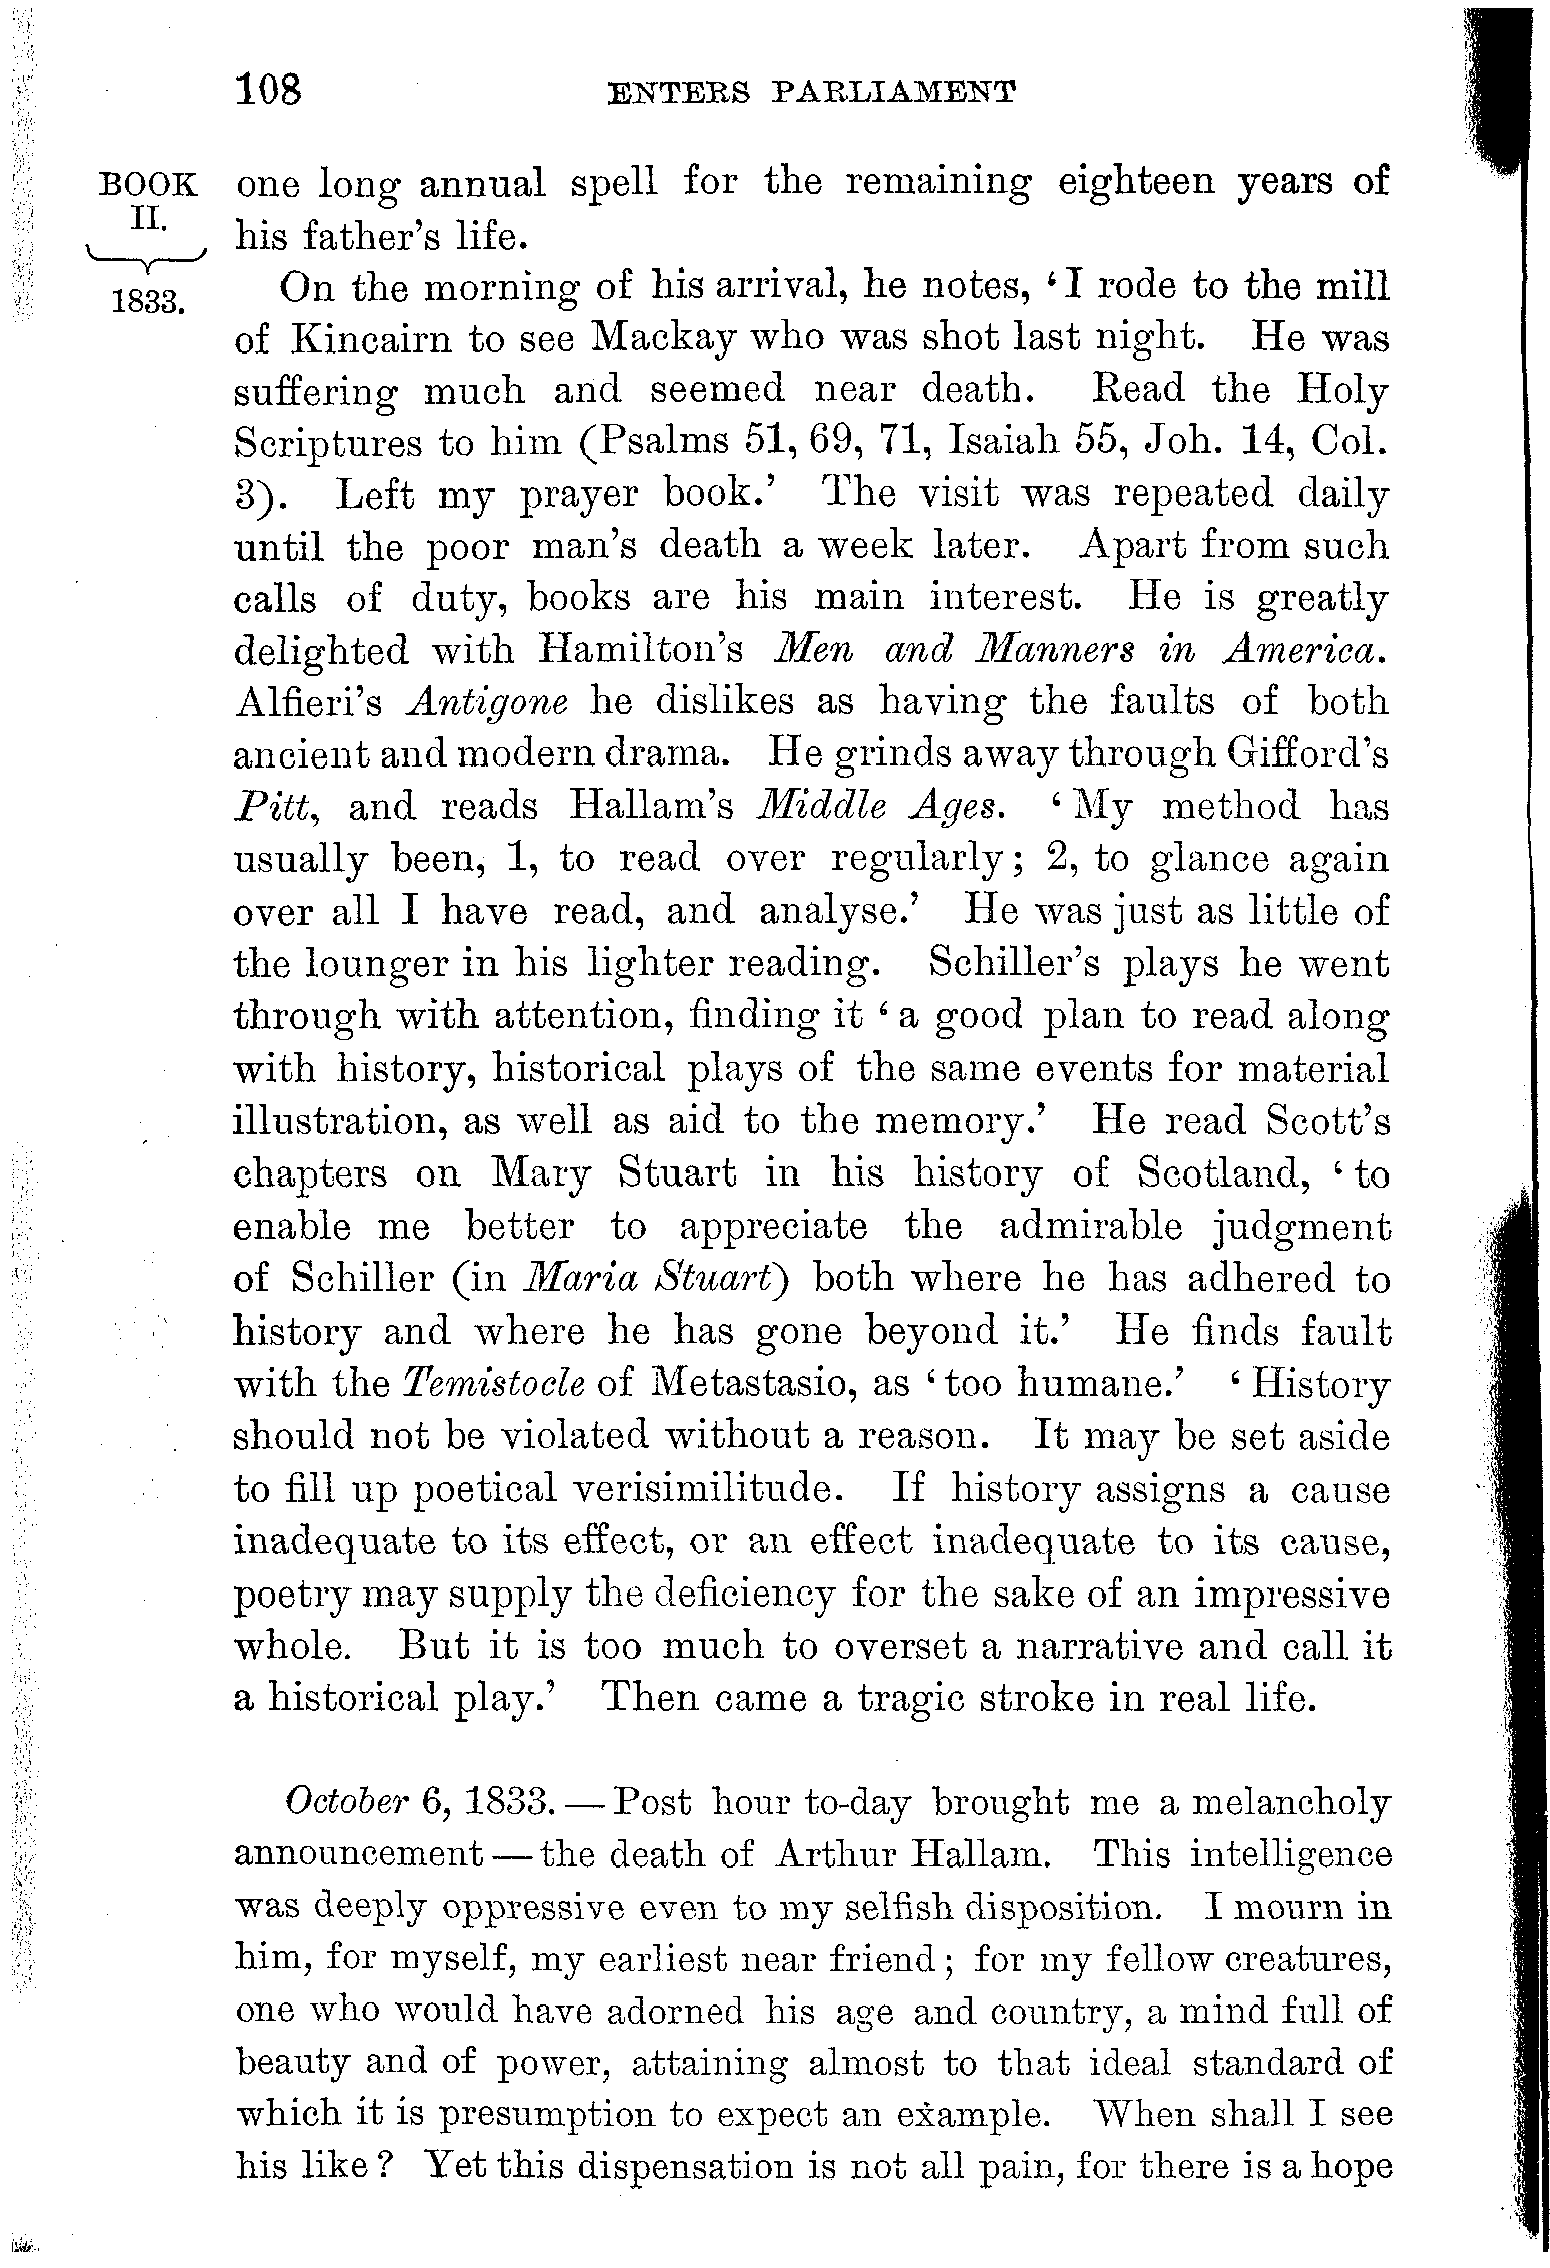 108 ENTERS PARLIAMENT
BOOK
II.
1833.
one long annual spell for the remaining eighteen years of
his father's life.
On the morning of his arrival, he notes, ‘I rode to the mill
of Kincairn to see Mackay who was shot last night. He was
suffering much and seemed near death. Read the Holy
Scriptures to him (Psalms 51, 69, 71, Isaiah 55, Joh. 14, Col.
3). Left my prayer book.’ The visit was repeated daily
until the poor man's death a week later. Apart from such
calls of duty, books are his main interest. He is greatly
delighted with Hamilton's Men and Manners in America.
Alfieri's Antigone he dislikes as having the faults of both
ancient and modern drama. He grinds away through Gifford's
Pitt, and reads Hallam's Middle Ages. ‘My method has
usually been, 1, to read over regularly; 2, to glance again
over all I have read, and analyse.’ He was just as little of
the lounger in his lighter reading. Schiller's plays he went
through with attention, finding it ‘a good plan to read along
with history, historical plays of the same events for material
illustration, as well as aid to the memory.’ He read Scott's
chapters on Mary Stuart in his history of Scotland, ‘to
enable me better to appreciate the admirable judgment
of Schiller (in Maria Stuart) both where he has adhered to
history and where he has gone beyond it.’ He finds fault
with the Temistocle of Metastasio, as ‘too humane.’ ‘History
should not be violated without a reason. It may be set aside
to fill up poetical verisimilitude. If history assigns a cause
inadequate to its effect, or an effect inadequate to its cause,
poetry may supply the deficiency for the sake of an impressive
whole. But it is too much to overset a narrative and call it
a historical play.’ Then came a tragic stroke in real life.
October 6, 1833.—Post hour to-day brought me a melancholy
announcement—the death of Arthur Hallam. This intelligence
was deeply oppressive even to my selfish disposition. I mourn in
him, for myself, my earliest near friend; for my fellow creatures,
one who would have adorned his age and country, a mind full of
beauty and of power, attaining almost to that ideal standard of
which it is presumption to expect an example. When shall I see
his like? Yet this dispensation is not all pain, for there is a hope